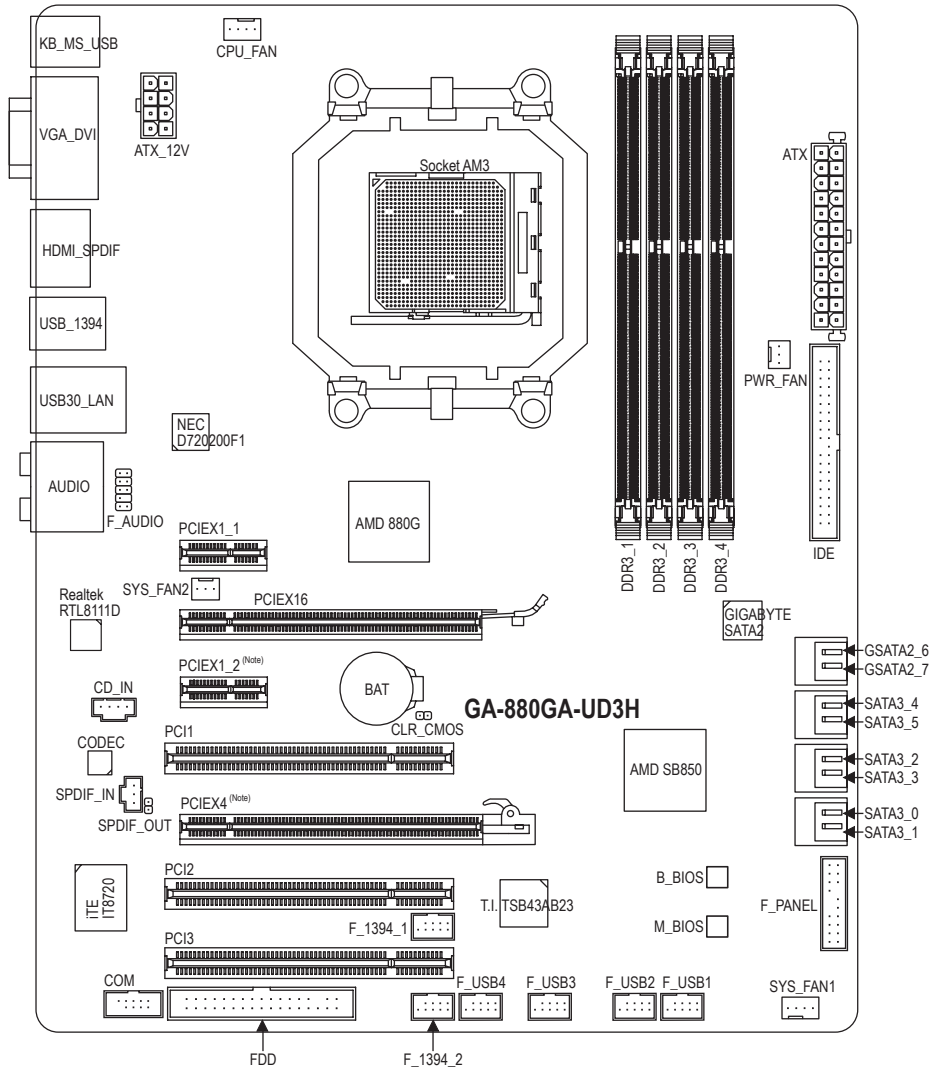 KB_MS_USB
CPU_FAN
VGA_DVI
ATX_12V
ATX
Socket AM3
HDMI_SPDIF
USB_1394
PWR_FAN
USB30_LAN
NEC
D720200F1
AUDIO
F_AUDIO
AMD 880G
PCIEX1_1
DDR3_1
DDR3_2
DDR3_3
DDR3_4
IDE
SYS_FAN2
Realtek
RTL8111D
PCIEX16
GIGABYTE
SATA2
GSATA2_6
GSATA2_7
PCIEX1_2 (Note)
BAT
CD_IN
GA-880GA-UD3H
SATA3_4
SATA3_5
CLR_CMOS
PCI1
CODEC
AMD SB850
SATA3_2
SATA3_3
SPDIF_IN
PCIEX4 (Note)
SPDIF_OUT
SATA3_0
SATA3_1
PCI2
B_BIOS
iTE
IT8720
T.I. TSB43AB23
F_PANEL
F_1394_1
M_BIOS
PCI3
COM
F_USB4
F_USB3
F_USB2
F_USB1
SYS_FAN1
FDD
F_1394_2